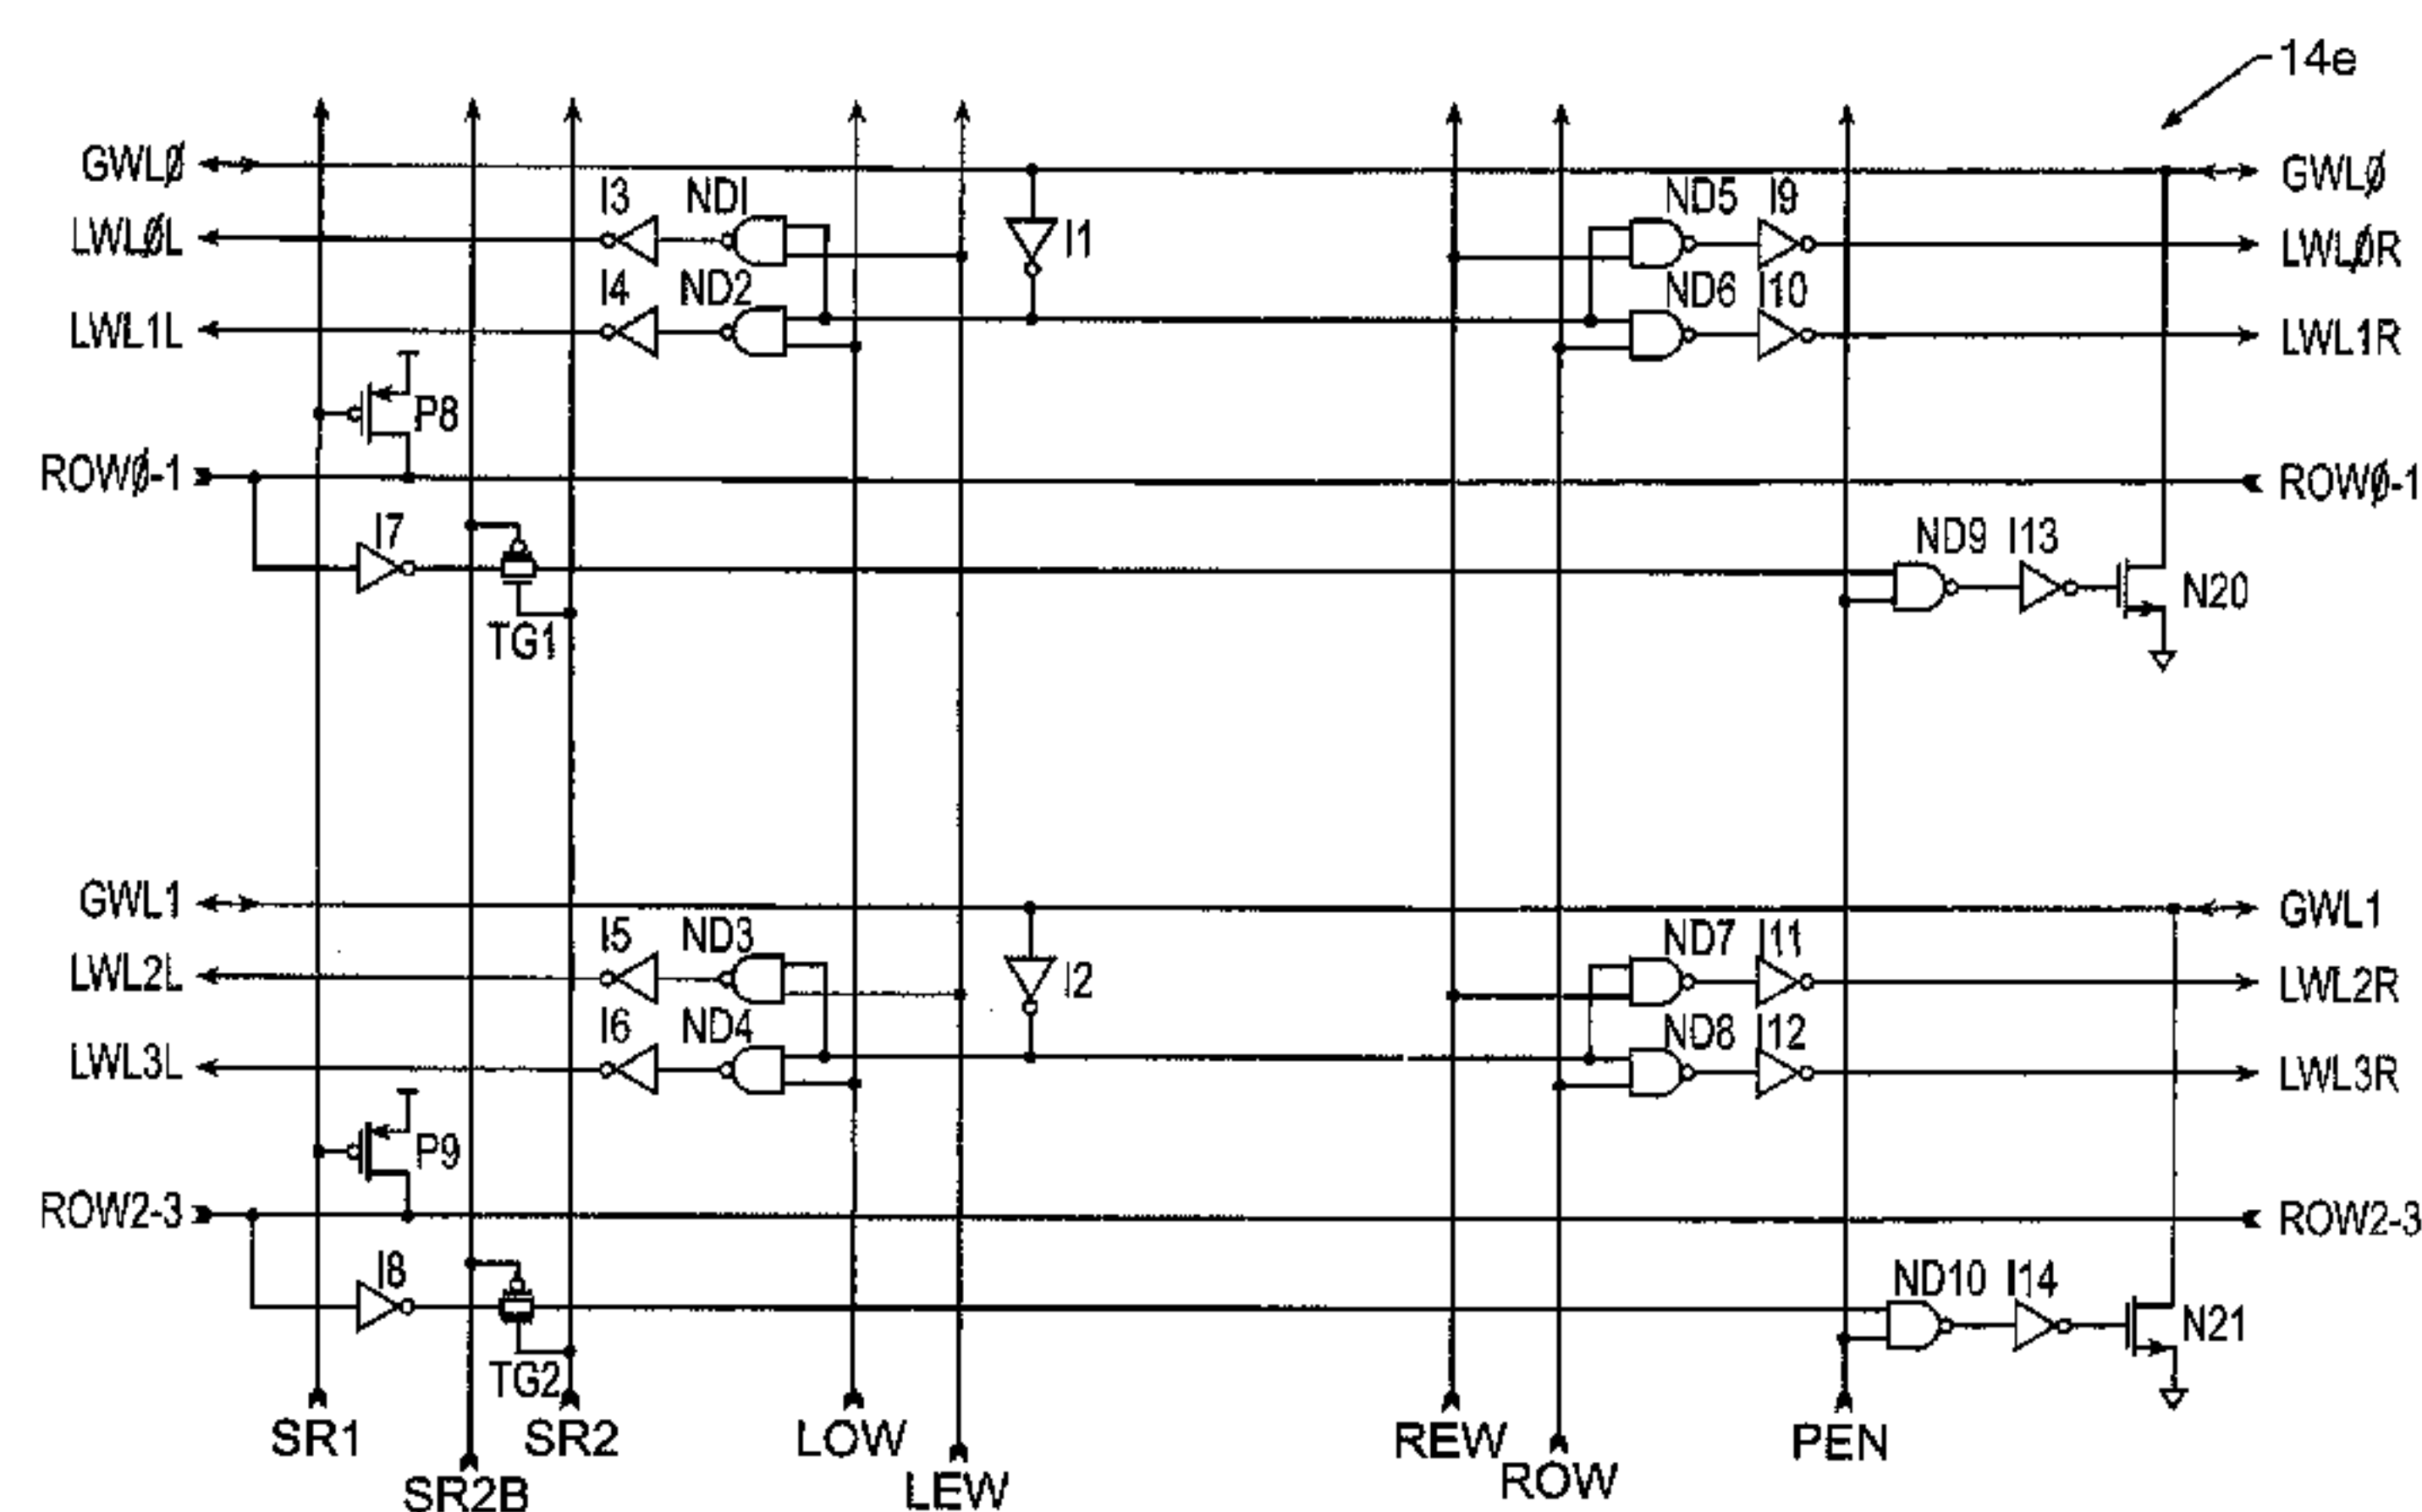 14e
GWLØ GWLØ
I3 NDI ND5 I9
LWLØL I1 LWLØR
I4 ND2 ND6 I10
LWL1L LWL1R
P8
ROWØ-1 ROWØ-1
I7 ND9 I13
N20
TG1
GWL1 GWL1
I5 ND3 ND7 I11
LWL2L I2 LWL2R
I6 ND4 ND8 I12
LWL3L LWL3R
P9
ROW2-3 ROW2-3
I8 ND10 I14
N21
TG2
SR1 SR2 LOW REW PEN
SR2B LEW ROW